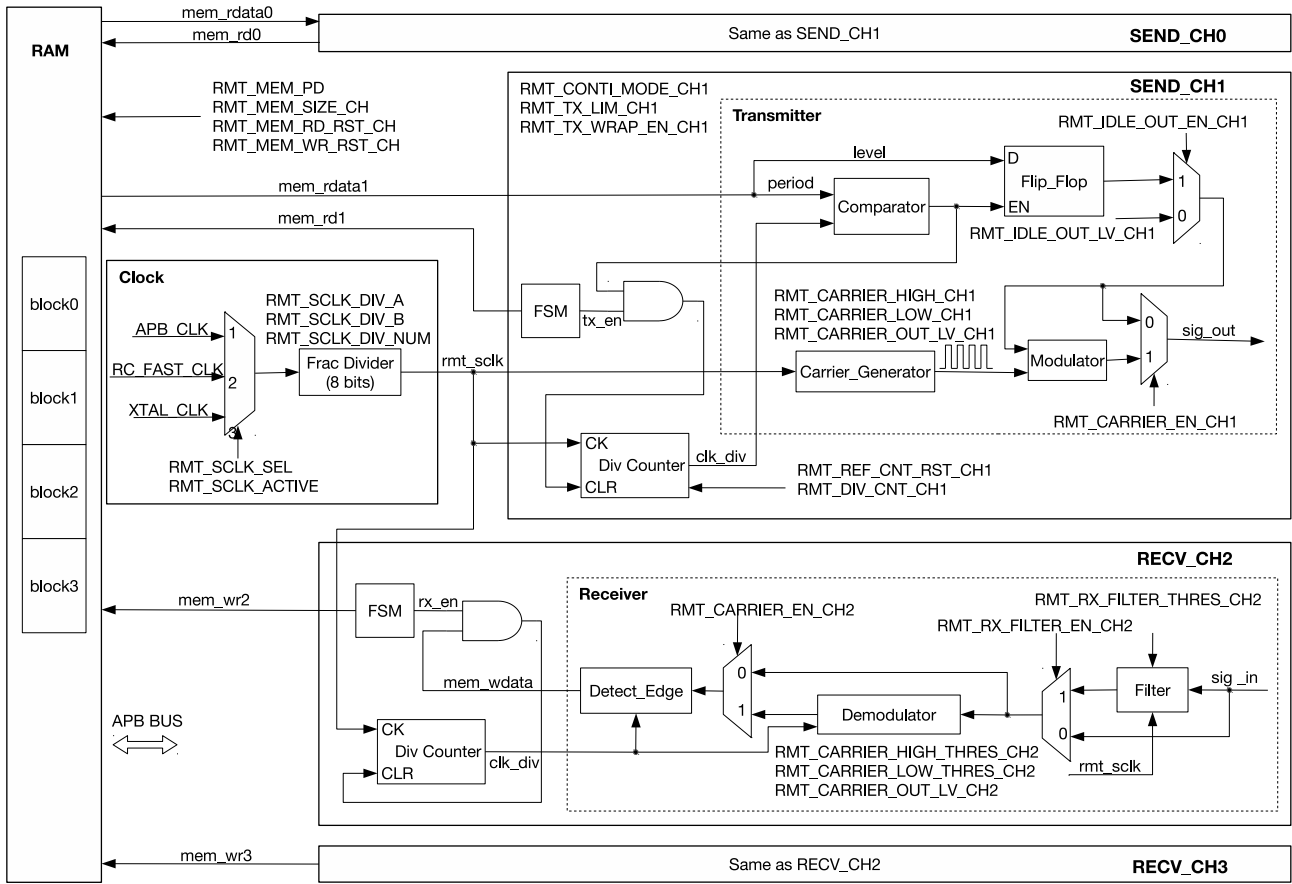 mem_rdata0
mem_rd0
Same as SEND_CH1
SEND_CH0
RAM
RMT_MEM_PD
RMT_MEM_SIZE_CH
RMT_MEM_RD_RST_CH
RMT_MEM_WR_RST_CH
RMT_CONTI_MODE_CH1
RMT_TX_LIM_CH1
RMT_TX_WRAP_EN_CH1
SEND_CH1
Transmitter
RMT_IDLE_OUT_EN_CH1
level
D
Flip_Flop
EN
1
0
mem_rdata1
period
Comparator
mem_rd1
RMT_IDLE_OUT_LV_CH1
block0
block1
block2
block3
Clock
RMT_SCLK_DIV_A
RMT_SCLK_DIV_B
RMT_SCLK_DIV_NUM
APB_CLK
RC_FAST_CLK
XTAL_CLK
1
2
3
Frac Divider
(8 bits)
rmt_sclk
RMT_SCLK_SEL
RMT_SCLK_ACTIVE
FSM
tx_en
RMT_CARRIER_HIGH_CH1
RMT_CARRIER_LOW_CH1
RMT_CARRIER_OUT_LV_CH1
Carrier_Generator
Modulator
0
1
sig_out
RMT_CARRIER_EN_CH1
CK
Div Counter
CLR
clk_div
RMT_REF_CNT_RST_CH1
RMT_DIV_CNT_CH1
RECV_CH2
mem_wr2
FSM
rx_en
Receiver
RMT_CARRIER_EN_CH2
RMT_RX_FILTER_THRES_CH2
RMT_RX_FILTER_EN_CH2
mem_wdata
Detect_Edge
0
1
Demodulator
1
0
Filter
sig_in
rmt_sclk
APB BUS
CK
Div Counter
CLR
clk_div
RMT_CARRIER_HIGH_THRES_CH2
RMT_CARRIER_LOW_THRES_CH2
RMT_CARRIER_OUT_LV_CH2
mem_wr3
Same as RECV_CH2
RECV_CH3